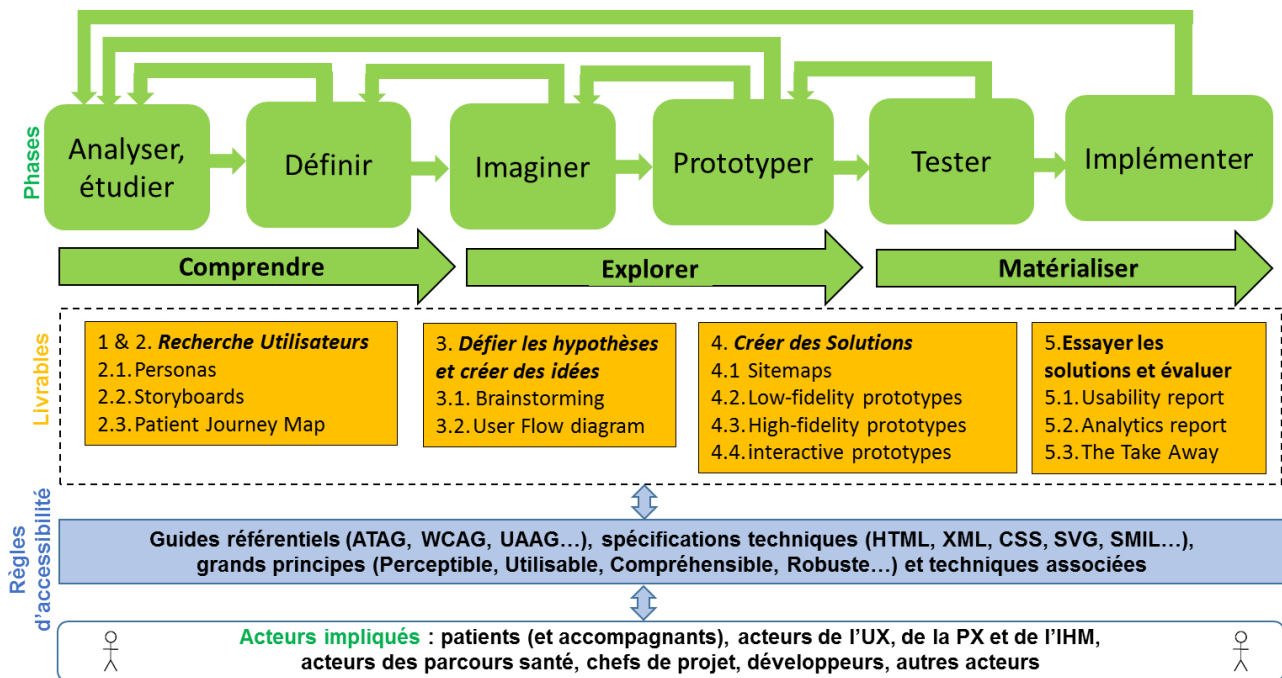 Phases
Analyser,
étudier
Définir
Imaginer
Prototyper
Tester
Implémenter
Comprendre
Explorer
Matérialiser
Livrables
1 & 2. Recherche Utilisateurs
2.1. Personas
2.2. Storyboards
2.3. Patient Journey Map
3. Défier les hypothèses
et créer des idées
3.1. Brainstorming
3.2. User Flow diagram
4. Créer des Solutions
4.1 Sitemaps
4.2. Low-fidelity prototypes
4.3. High-fidelity prototypes
4.4. interactive prototypes
5. Essayer les
solutions et évaluer
5.1. Usability report
5.2. Analytics report
5.3. The Take Away
Règles
d’accessibilité
Guides référentiels (ATAG, WCAG, UAAG…), spécifications techniques (HTML, XML, CSS, SVG, SMIL…),
grands principes (Perceptible, Utilisable, Compréhensible, Robuste…) et techniques associées
Acteurs impliqués : patients (et accompagnants), acteurs de l’UX, de la PX et de l’IHM,
acteurs des parcours santé, chefs de projet, développeurs, autres acteurs